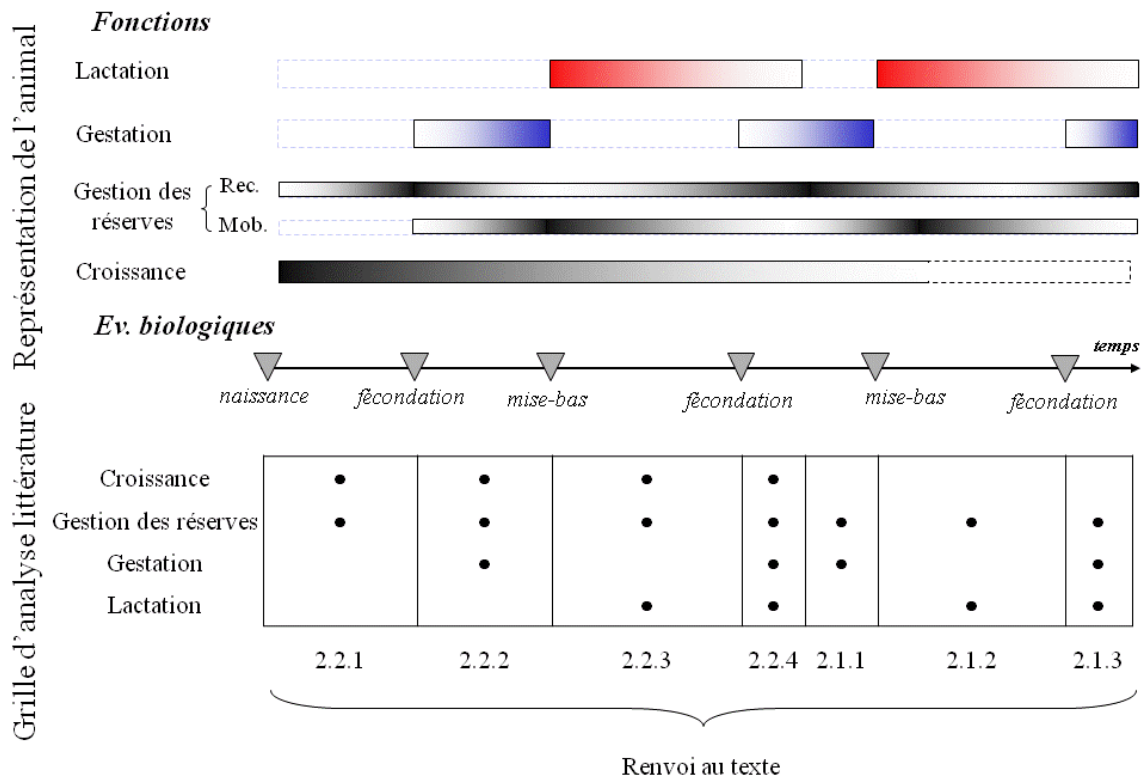 Représentation de l'animal
Fonctions
Lactation
Gestation
Gestion des
réserves
Rec.
Mob.
Croissance
Ev. biologiques
temps
naissance fécondation mise-bas fécondation mise-bas fécondation
Grille d'analyse littérature
Croissance
Gestion des réserves
Gestation
Lactation
2.2.1 2.2.2 2.2.3 2.2.4 2.1.1 2.1.2 2.1.3
Renvoi au texte